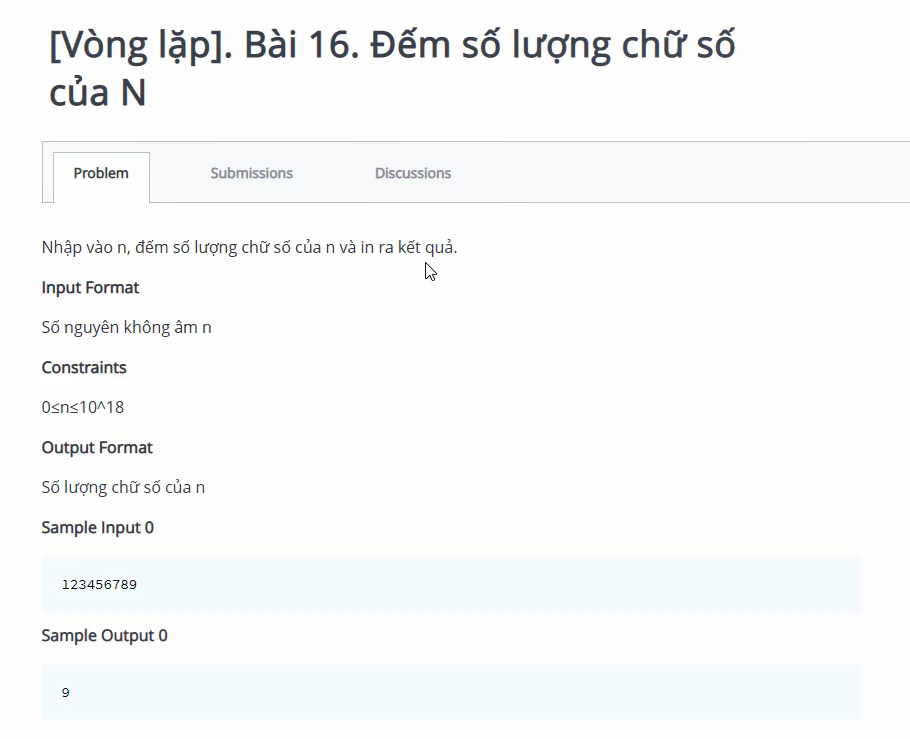 [Vòng lặp]. Bài 16. Đếm số lượng chữ số
của N
Problem
Submissions
Discussions
Nhập vào n, đếm số lượng chữ số của n và in ra kết quả.
Input Format
Số nguyên không âm n
Constraints
0≤n≤10^18
Output Format
Số lượng chữ số của n
Sample Input 0
123456789
Sample Output 0
9